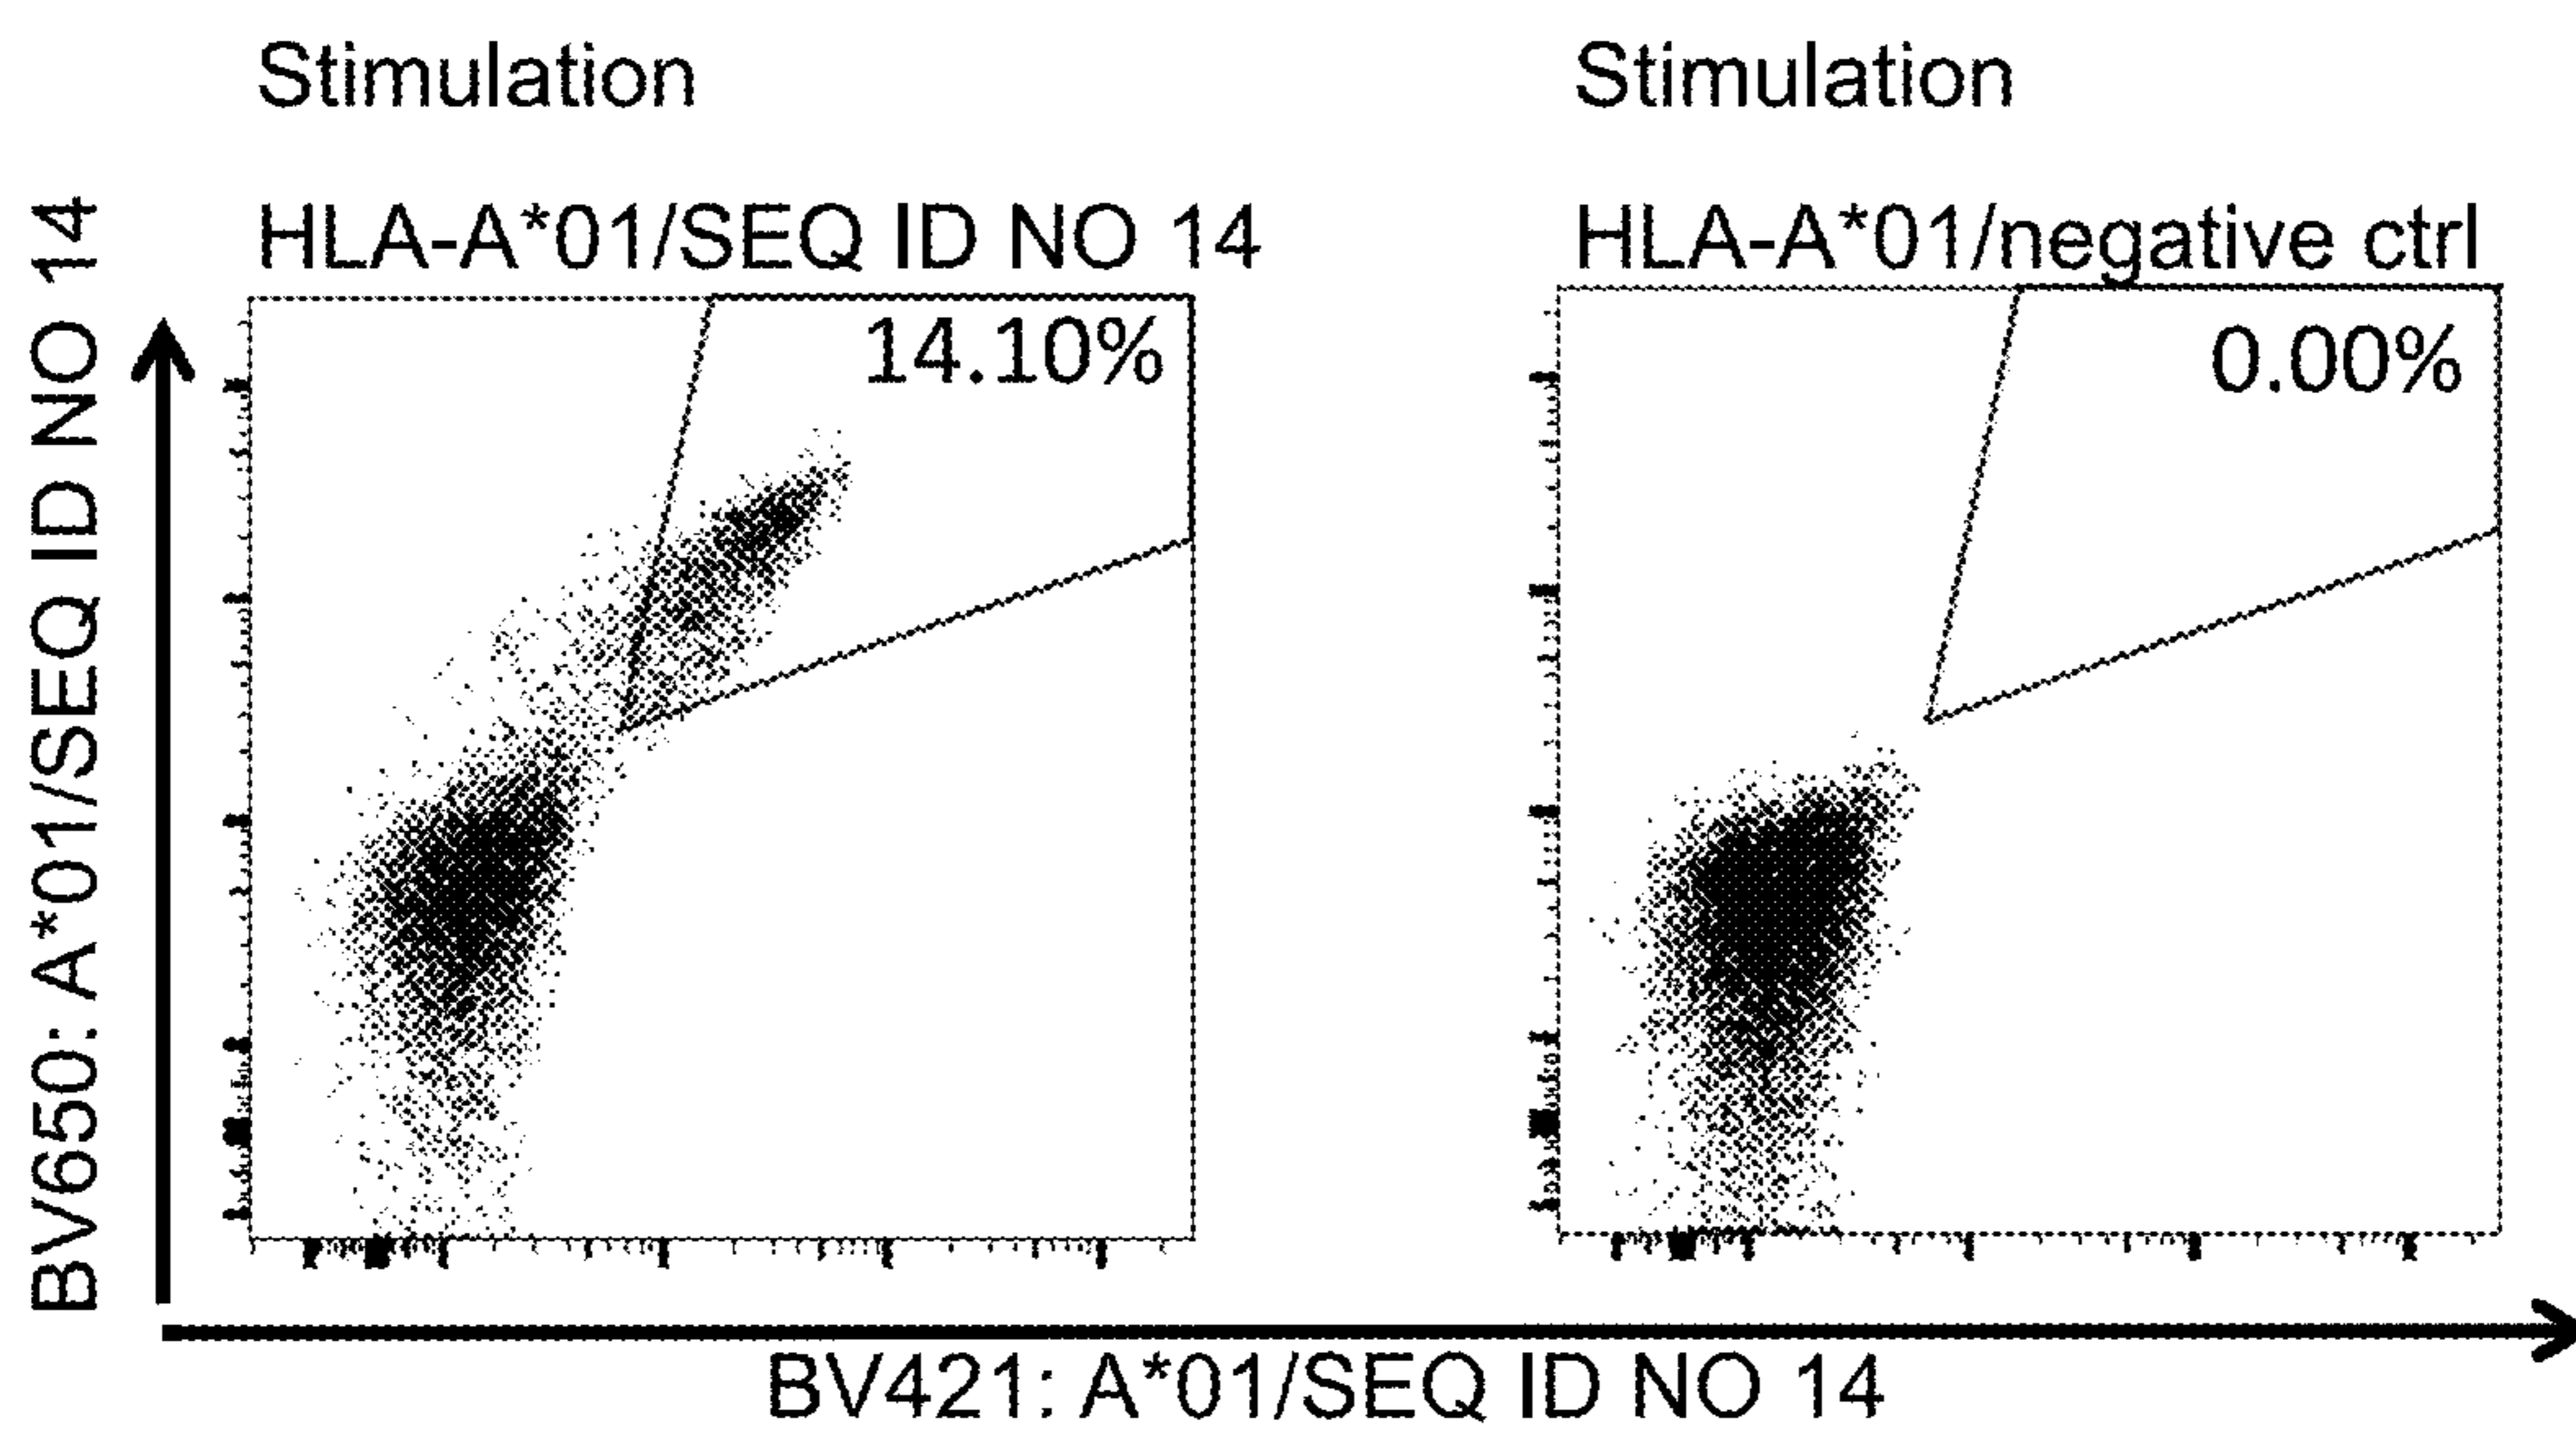 Stimulation
HLA-A*01/SEQ ID NO 14
14.10%
Stimulation
HLA-A*01/negative ctrl
0.00%
BV650: A*01/SEQ ID NO 14
BV421: A*01/SEQ ID NO 14